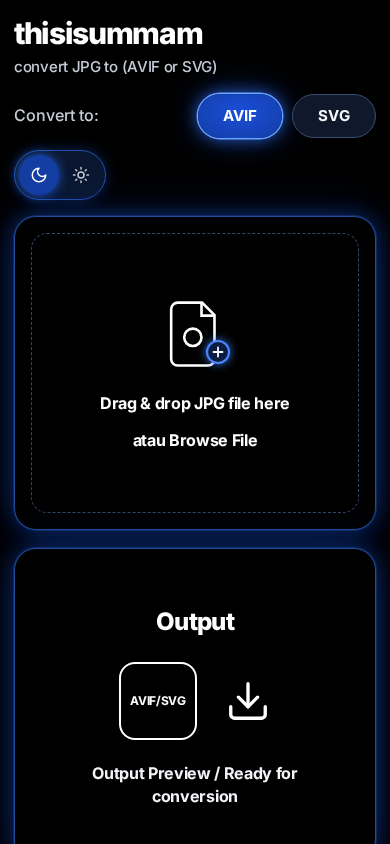 thisisummam
convert JPG to (AVIF or SVG)
Convert to:
AVIF
SVG
Drag & drop JPG file here
atau Browse File
Output
AVIF/SVG
Output Preview / Ready for
conversion